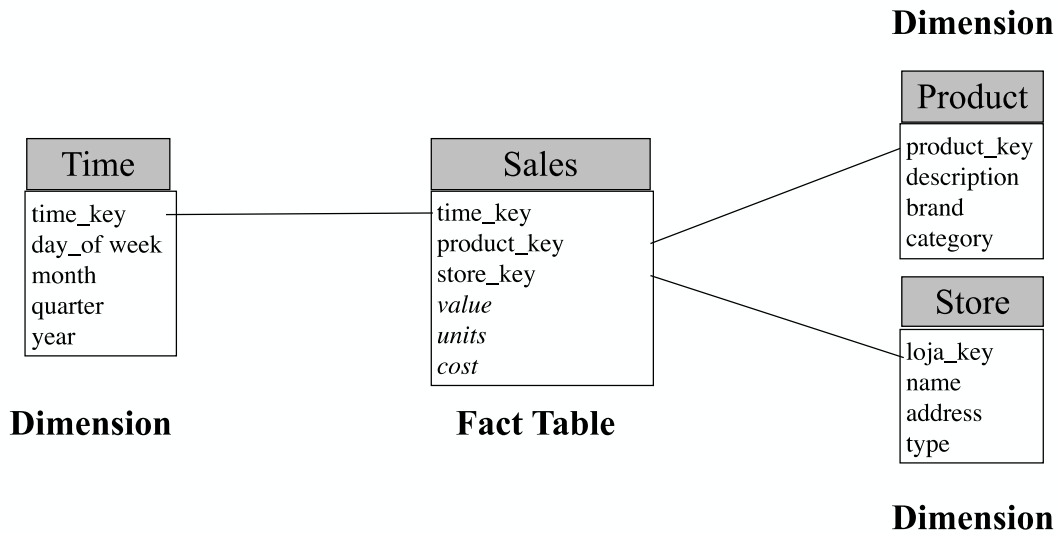 Time
time_key
day_of week
month
quarter
year
Dimension
Sales
time_key
product_key
store_key
value
units
cost
Fact Table
Dimension
Product
product_key
description
brand
category
Store
loja_key
name
address
type
Dimension